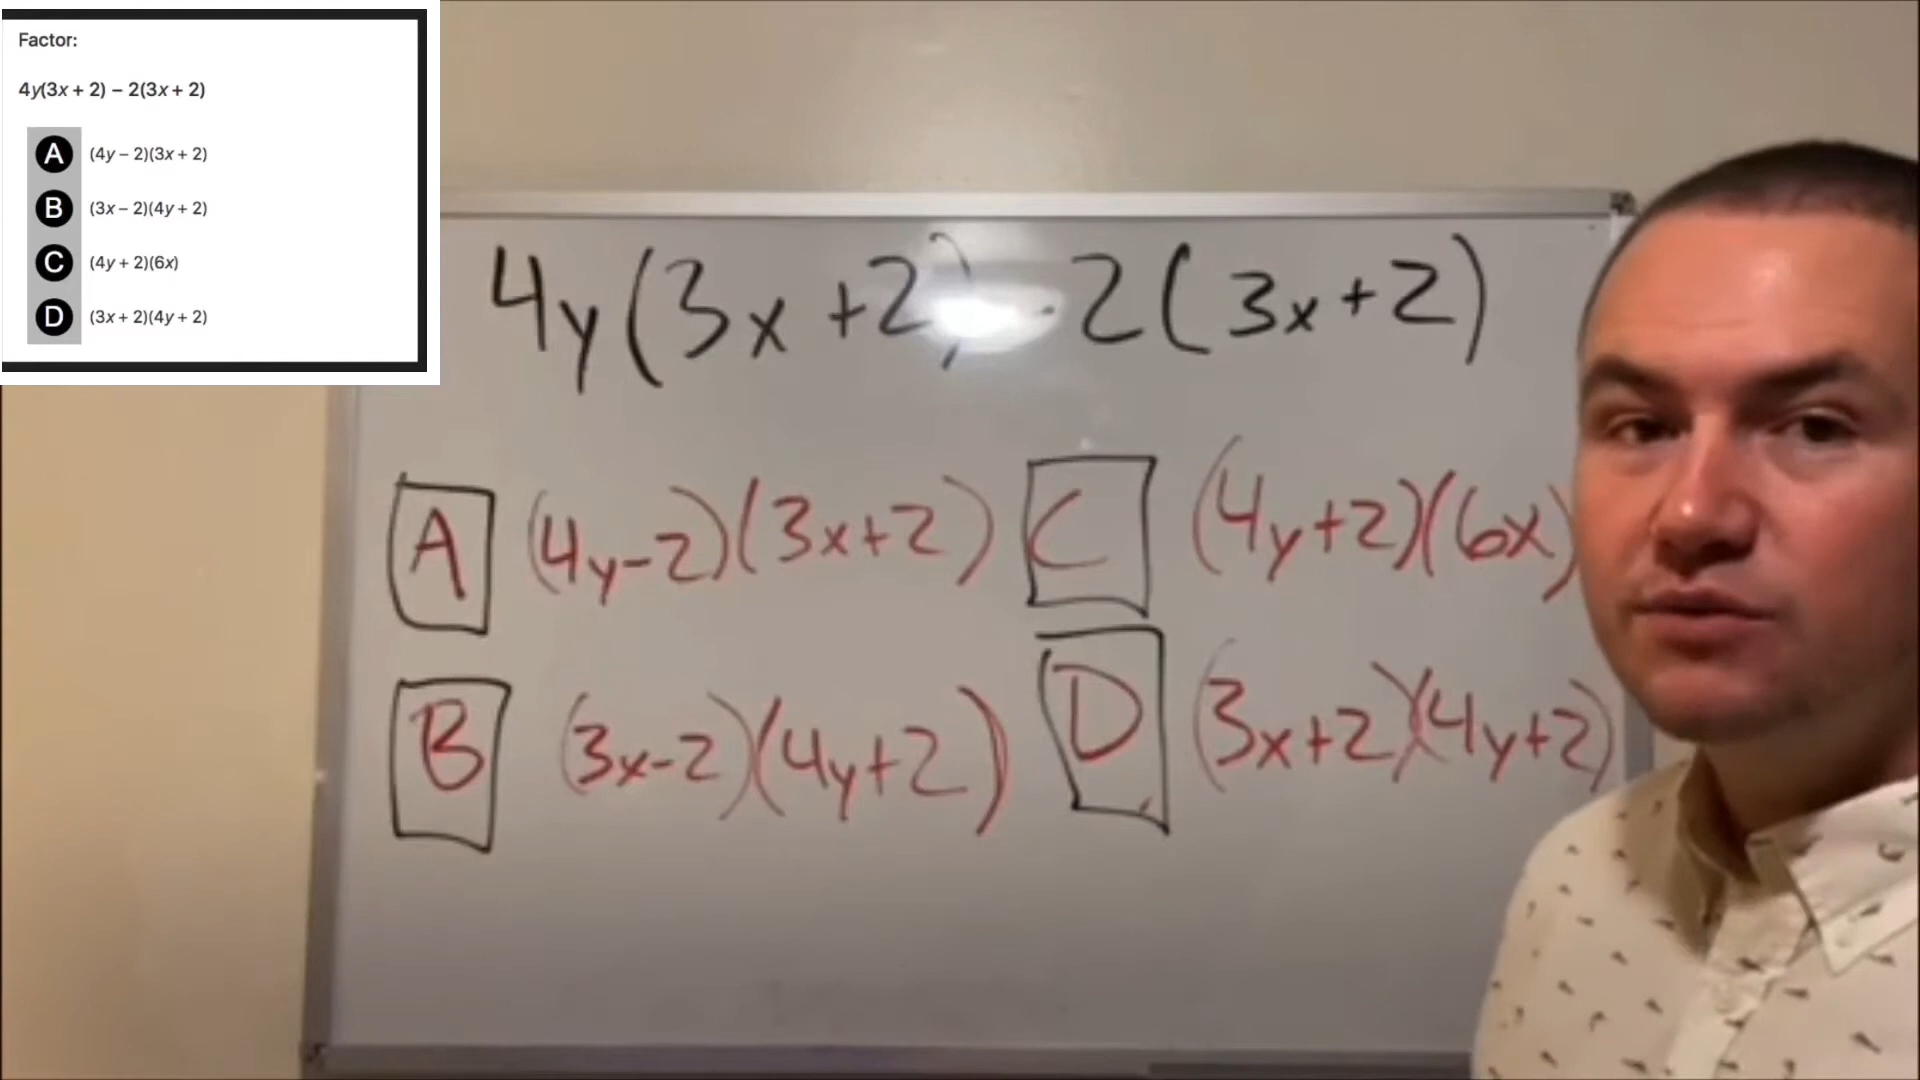 Factor:
4y(3x + 2) – 2(3x + 2)
A (4y – 2)(3x + 2)
B (3x – 2)(4y + 2)
C (4y + 2)(6x)
D (3x + 2)(4y + 2)
4y(3x+2) - 2(3x+2)
A (4y-2)(3x+2) C (4y+2)(6x)
B (3x-2)(4y+2) D (3x+2)(4y+2)